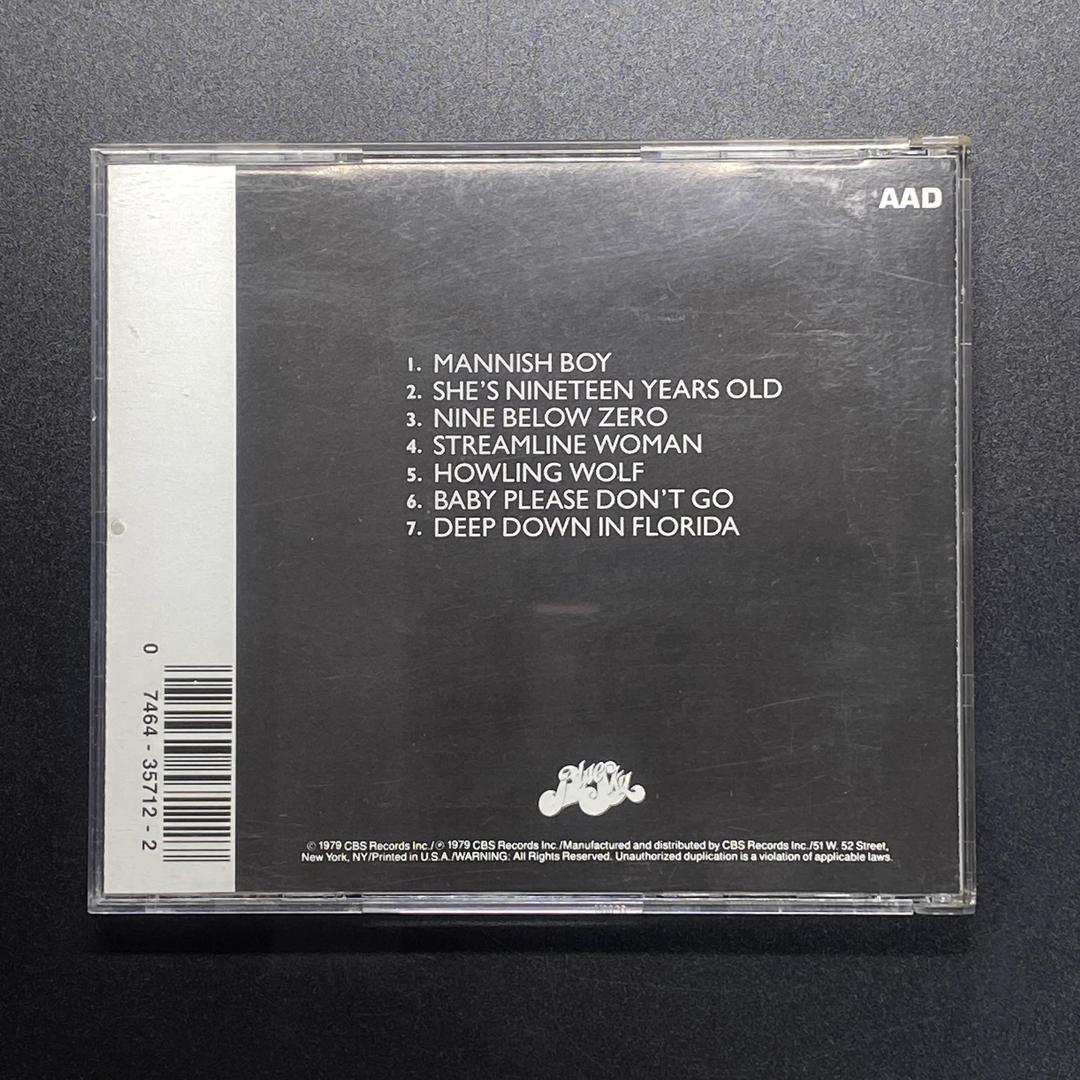 AAD
1. MANNISH BOY
2. SHE'S NINETEEN YEARS OLD
3. NINE BELOW ZERO
4. STREAMLINE WOMAN
5. HOWLING WOLF
6. BABY PLEASE DON'T GO
7. DEEP DOWN IN FLORIDA
0 7464-35712-2
Blue Sky
© 1979 CBS Records Inc./℗ 1979 CBS Records Inc./Manufactured and distributed by CBS Records Inc./51 W. 52 Street,
New York, NY/Printed in U.S.A./WARNING: All Rights Reserved. Unauthorized duplication is a violation of applicable laws.